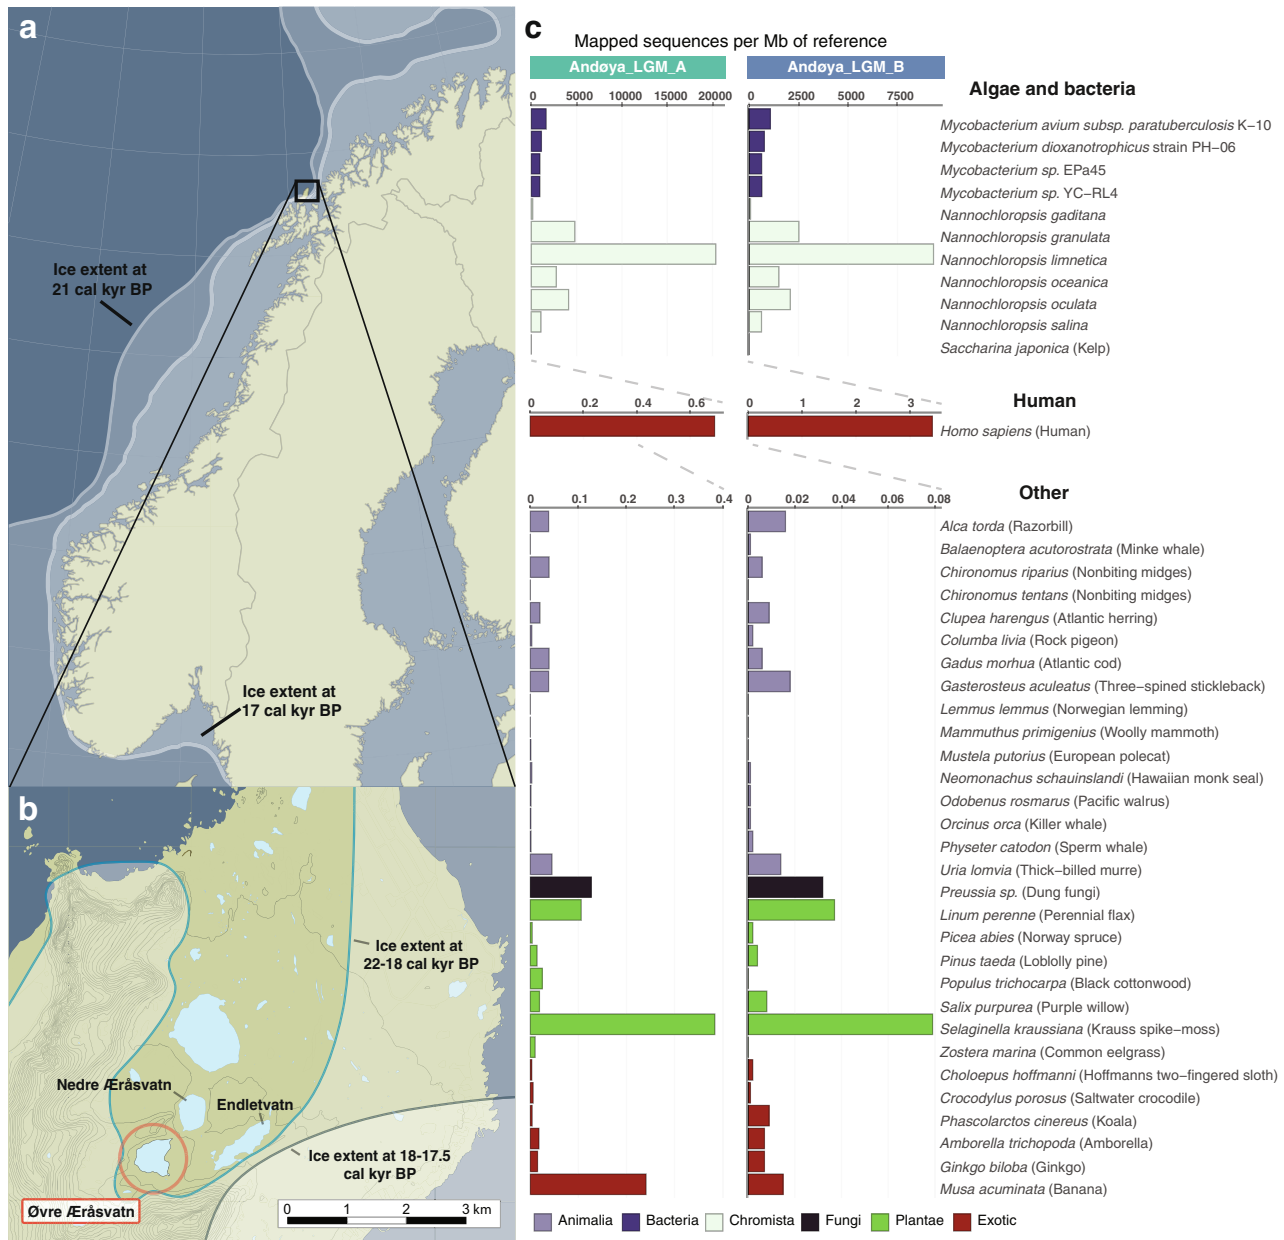 a
Ice extent at
21 cal kyr BP
Ice extent at
17 cal kyr BP
b
Ice extent at
22-18 cal kyr BP
Nedre Æråsvatn
Endletvatn
Ice extent at 18-17.5
cal kyr BP
Øvre Æråsvatn
0 1 2 3 km
c
Mapped sequences per Mb of reference
Andøya_LGM_A Andøya_LGM_B
Algae and bacteria
0 5000 10000 15000 20000 0 2500 5000 7500
Mycobacterium avium subsp. paratuberculosis K−10
Mycobacterium dioxanotrophicus strain PH−06
Mycobacterium sp. EPa45
Mycobacterium sp. YC−RL4
Nannochloropsis gaditana
Nannochloropsis granulata
Nannochloropsis limnetica
Nannochloropsis oceanica
Nannochloropsis oculata
Nannochloropsis salina
Saccharina japonica (Kelp)
Human
0 0.2 0.4 0.6 0 1 2 3
Homo sapiens (Human)
Other
0 0.1 0.2 0.3 0.4 0 0.02 0.04 0.06 0.08
Alca torda (Razorbill)
Balaenoptera acutorostrata (Minke whale)
Chironomus riparius (Nonbiting midges)
Chironomus tentans (Nonbiting midges)
Clupea harengus (Atlantic herring)
Columba livia (Rock pigeon)
Gadus morhua (Atlantic cod)
Gasterosteus aculeatus (Three−spined stickleback)
Lemmus lemmus (Norwegian lemming)
Mammuthus primigenius (Woolly mammoth)
Mustela putorius (European polecat)
Neomonachus schauinslandi (Hawaiian monk seal)
Odobenus rosmarus (Pacific walrus)
Orcinus orca (Killer whale)
Physeter catodon (Sperm whale)
Uria lomvia (Thick−billed murre)
Preussia sp. (Dung fungi)
Linum perenne (Perennial flax)
Picea abies (Norway spruce)
Pinus taeda (Loblolly pine)
Populus trichocarpa (Black cottonwood)
Salix purpurea (Purple willow)
Selaginella kraussiana (Krauss spike−moss)
Zostera marina (Common eelgrass)
Choloepus hoffmanni (Hoffmanns two−fingered sloth)
Crocodylus porosus (Saltwater crocodile)
Phascolarctos cinereus (Koala)
Amborella trichopoda (Amborella)
Ginkgo biloba (Ginkgo)
Musa acuminata (Banana)
Animalia Bacteria Chromista Fungi Plantae Exotic